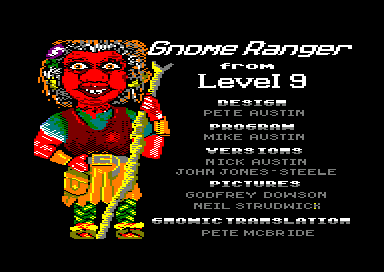 Gnome Ranger
from
Level 9
DESIGN
PETE AUSTIN
PROGRAM
MIKE AUSTIN
VERSIONS
NICK AUSTIN
JOHN JONES-STEELE
PICTURES
GODFREY DOWSON
NEIL STRUDWICK
GNOMIC TRANSLATION
PETE MCBRIDE